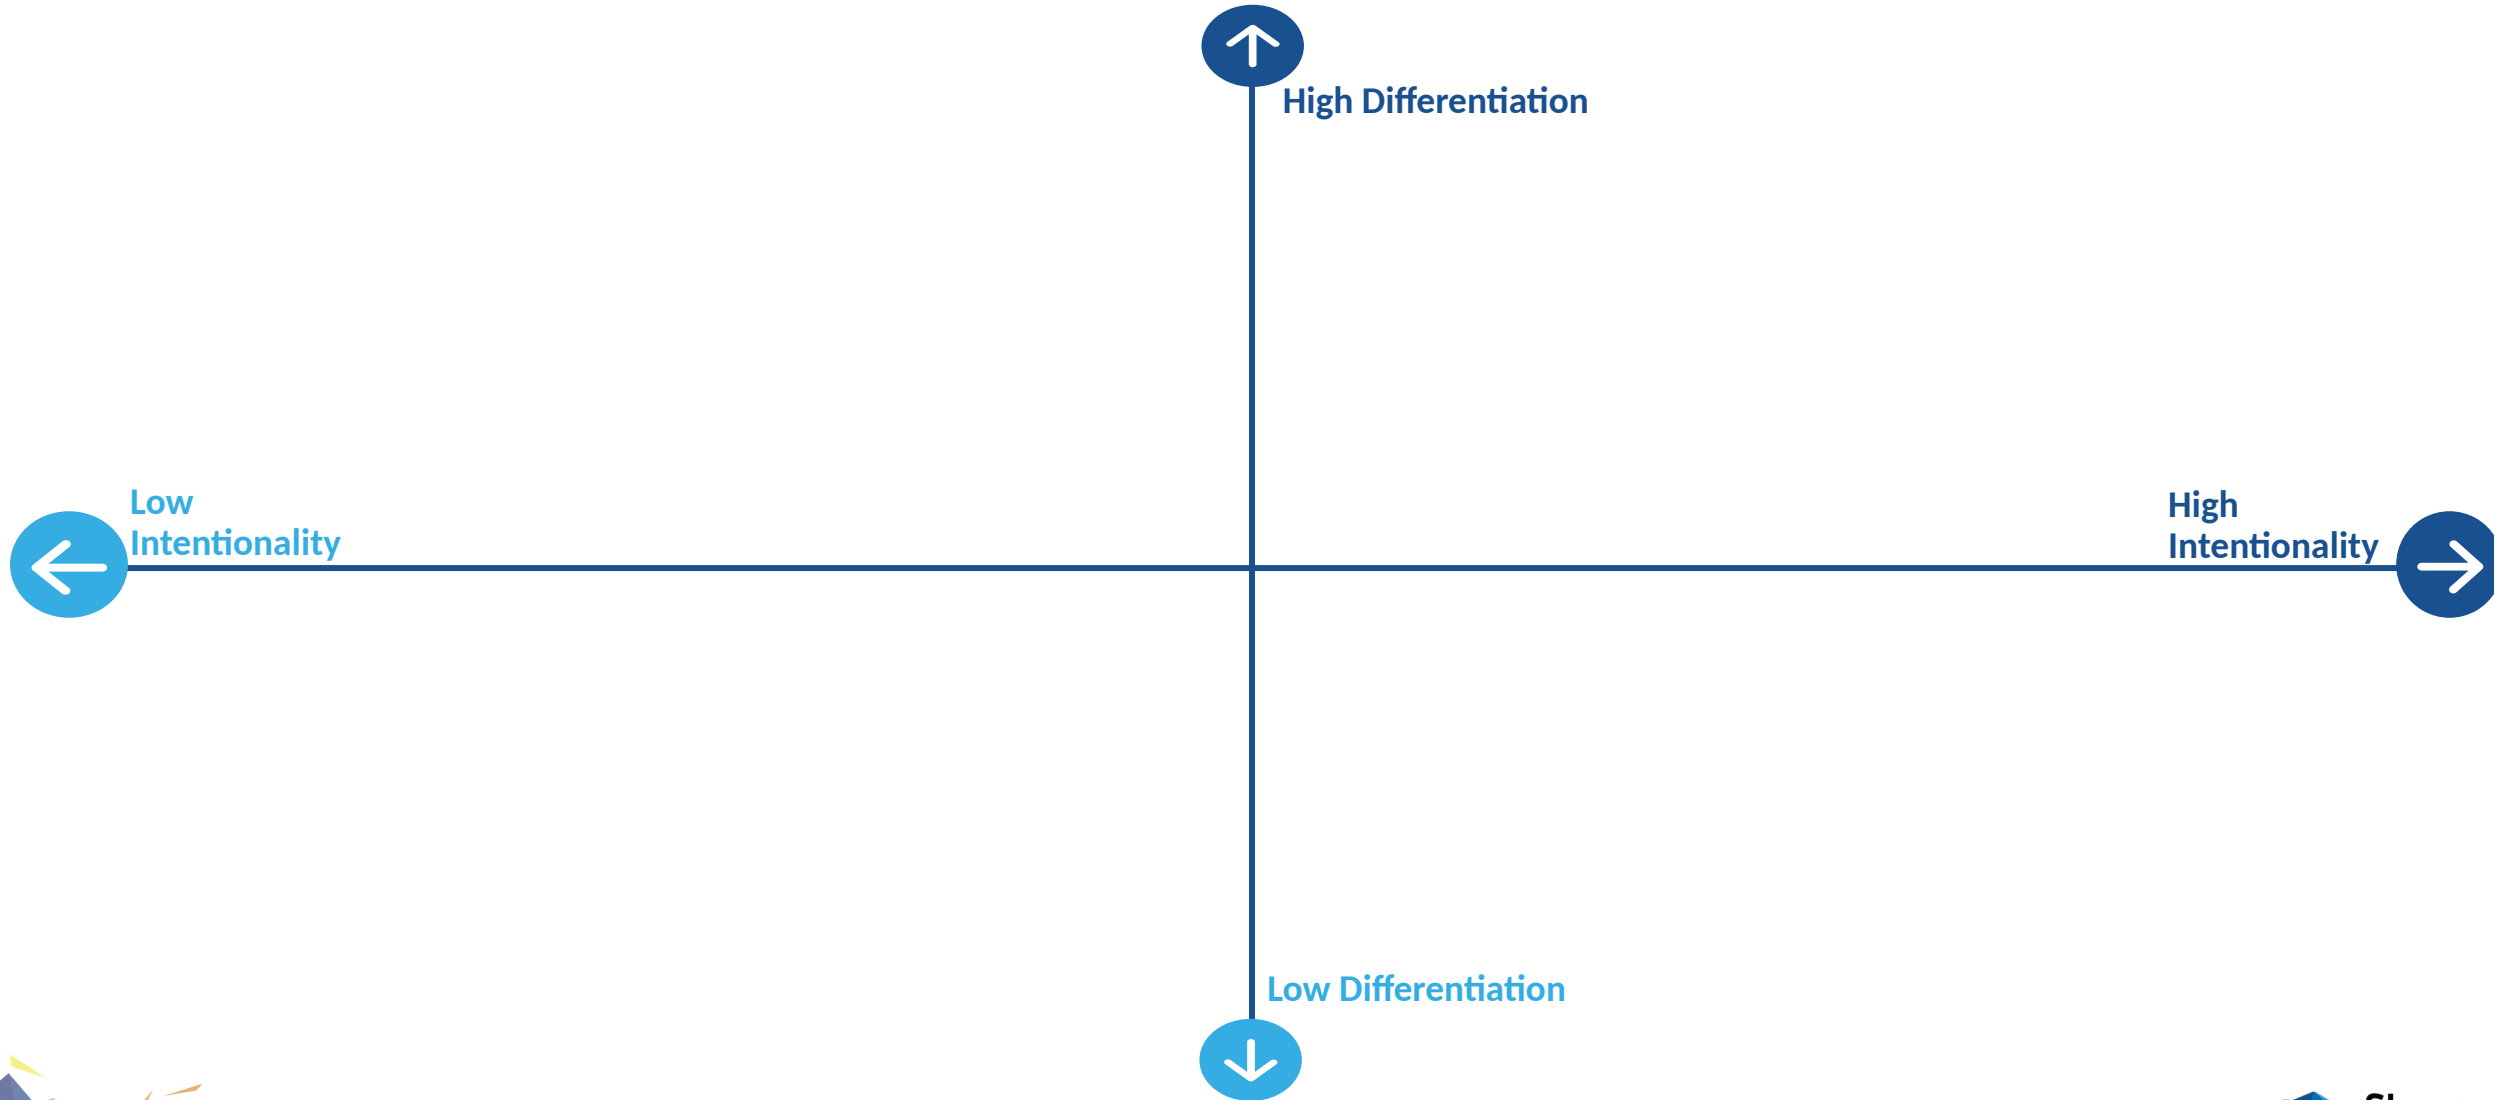 High Differentiation
Low
Intentionality
High
Intentionality
Low Differentiation